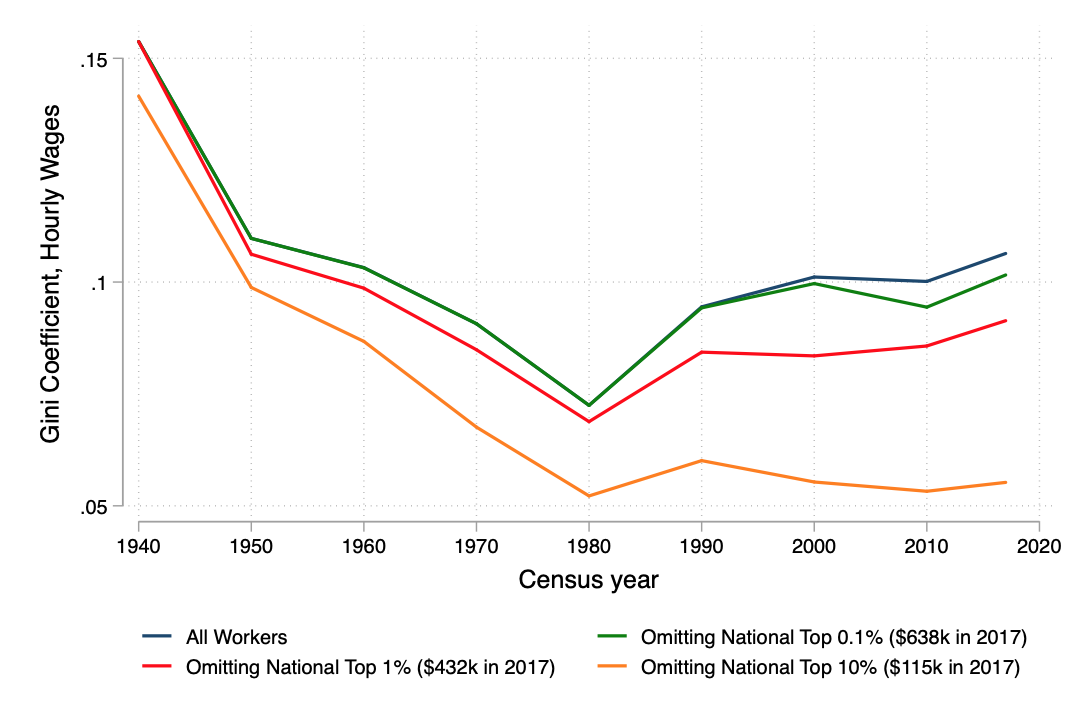 Gini Coefficient, Hourly Wages
.15
.1
.05
1940 1950 1960 1970 1980 1990 2000 2010 2020
Census year
All Workers
Omitting National Top 0.1% ($638k in 2017)
Omitting National Top 1% ($432k in 2017)
Omitting National Top 10% ($115k in 2017)